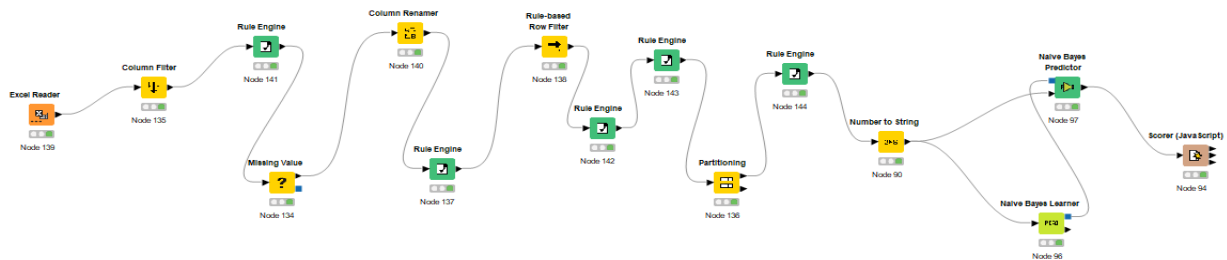 Excel Reader
Node 139
Column Filter
Node 135
Rule Engine
Node 141
Missing Value
?
Node 134
Column Renamer
Node 140
Rule Engine
Node 137
Rule-based
Row Filter
Node 138
Rule Engine
Node 142
Rule Engine
Node 143
Partitioning
Node 136
Rule Engine
Node 144
Number to String
Node 90
Naive Bayes
Predictor
Node 97
Naive Bayes Learner
Node 96
Scorer (JavaScript)
Node 94